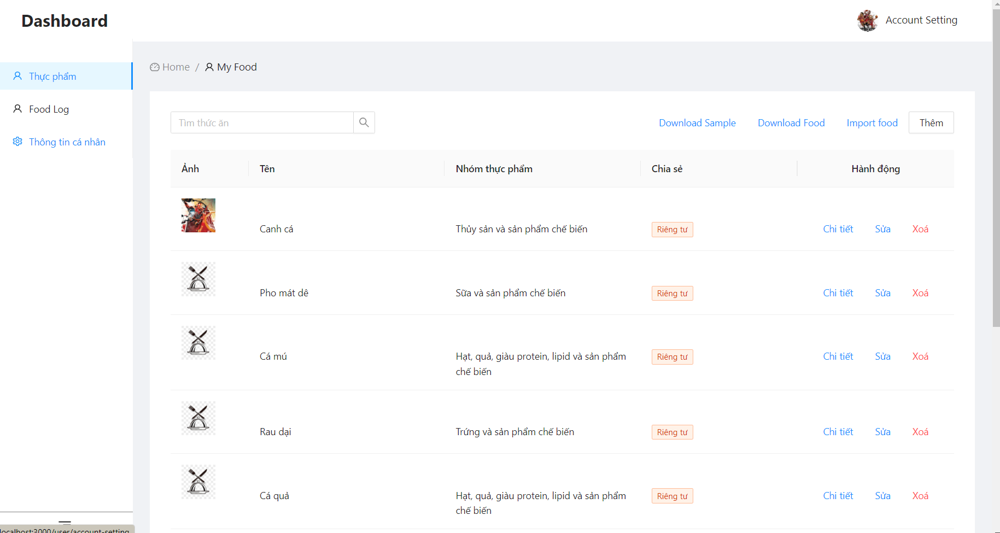 Dashboard
Account Setting
Thực phẩm
Food Log
Thông tin cá nhân
Home / My Food
Tìm thức ăn
Download Sample Download Food Import food Thêm
Ảnh Tên Nhóm thực phẩm Chia sẻ Hành động
Canh cá Thủy sản và sản phẩm chế biến Riêng tư Chi tiết Sửa Xoá
Pho mát dê Sữa và sản phẩm chế biến Riêng tư Chi tiết Sửa Xoá
Cá mú Hạt, quả, giàu protein, lipid và sản phẩm Riêng tư Chi tiết Sửa Xoá
chế biến
Rau dại Trứng và sản phẩm chế biến Riêng tư Chi tiết Sửa Xoá
Cá quả Hạt, quả, giàu protein, lipid và sản phẩm Riêng tư Chi tiết Sửa Xoá
chế biến
localhost:3000/user/account-setting